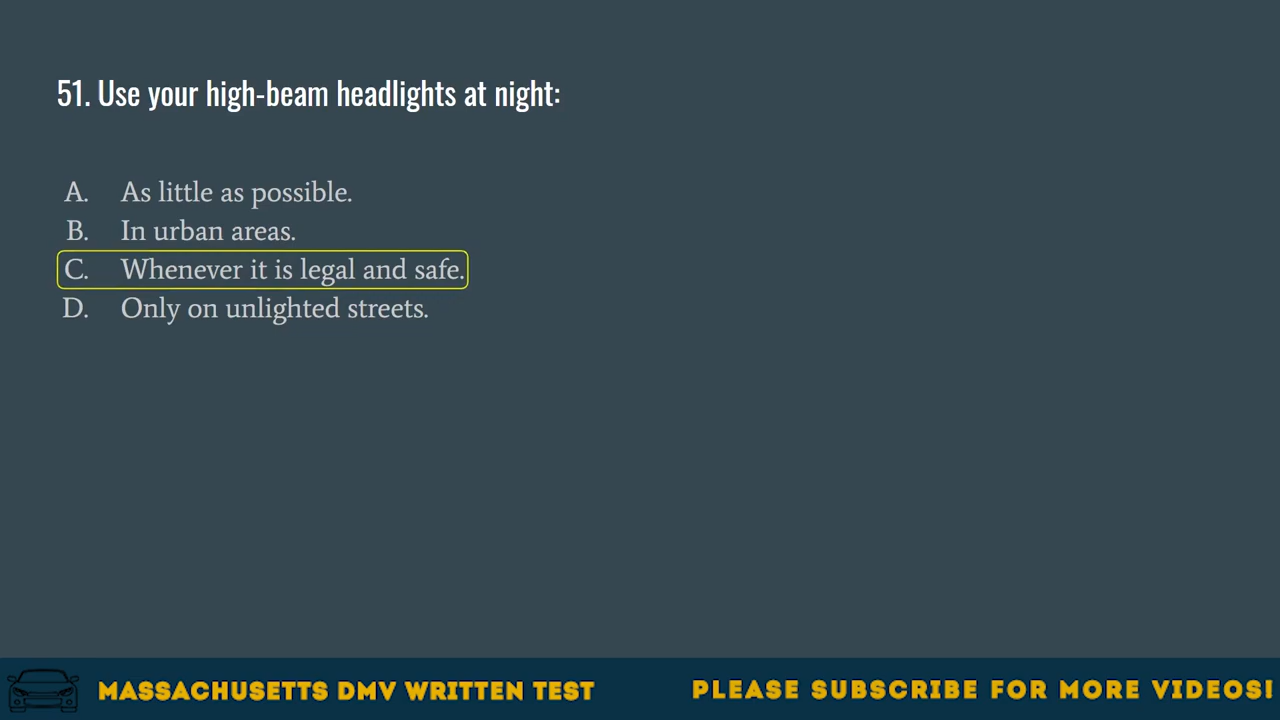 51. Use your high-beam headlights at night:
A. As little as possible.
B. In urban areas.
C. Whenever it is legal and safe.
D. Only on unlighted streets.
MASSACHUSETTS DMV WRITTEN TEST
PLEASE SUBSCRIBE FOR MORE VIDEOS!